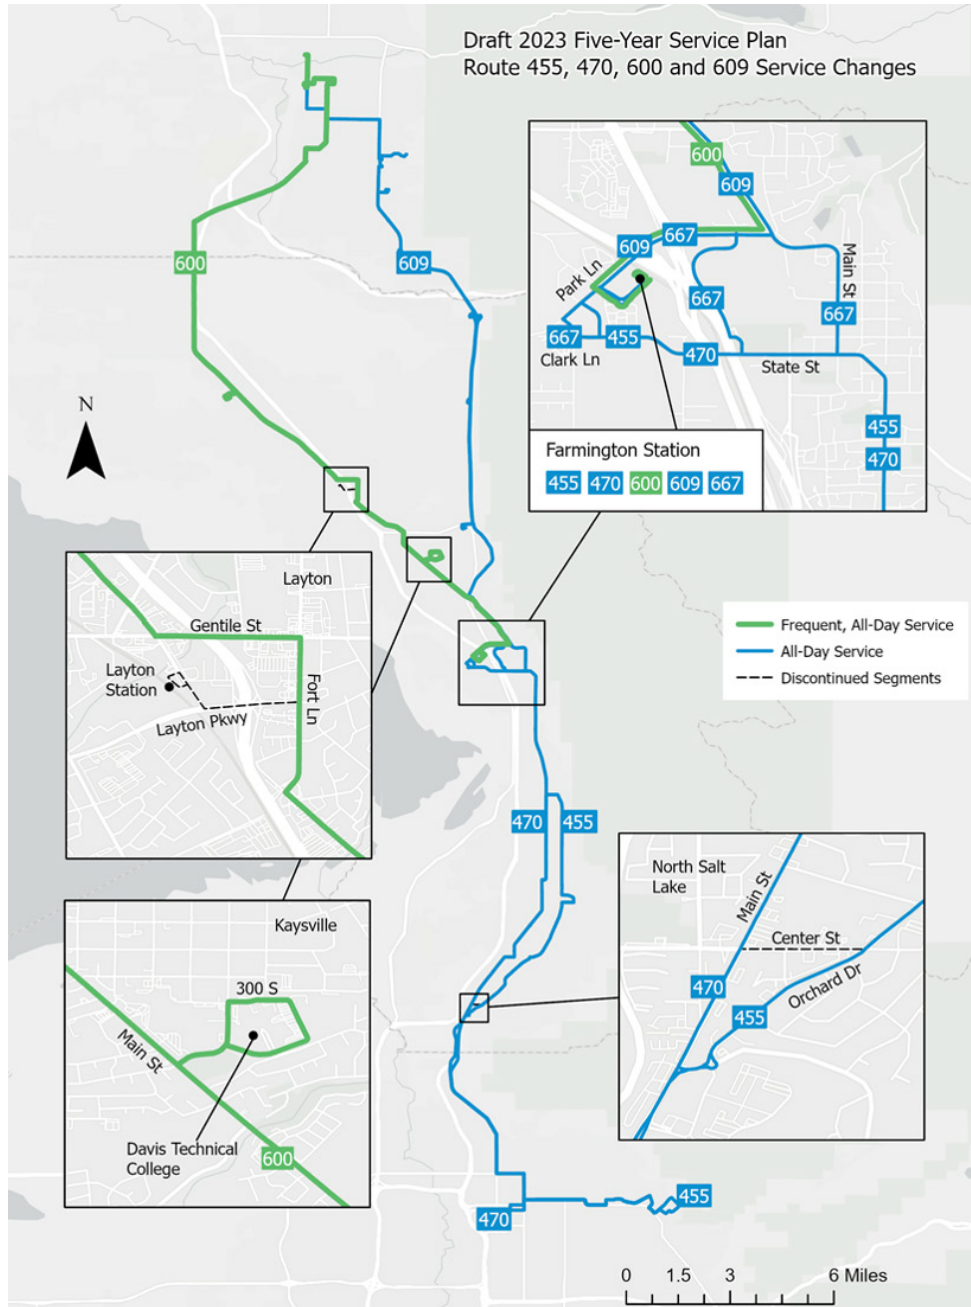 Draft 2023 Five-Year Service Plan
Route 455, 470, 600 and 609 Service Changes
600
609
600
609
667
609
Park Ln
Main St
667
667
667
455
470
Clark Ln
State St
455
470
Farmington Station
455 470 600 609 667
N
Layton
Gentile St
Layton
Station
Fort Ln
Layton Pkwy
Frequent, All-Day Service
All-Day Service
Discontinued Segments
470
455
North Salt
Lake
Main St
Center St
470
Orchard Dr
455
Kaysville
300 S
Main St
Davis Technical
College
600
455
470
0 1.5 3 6 Miles